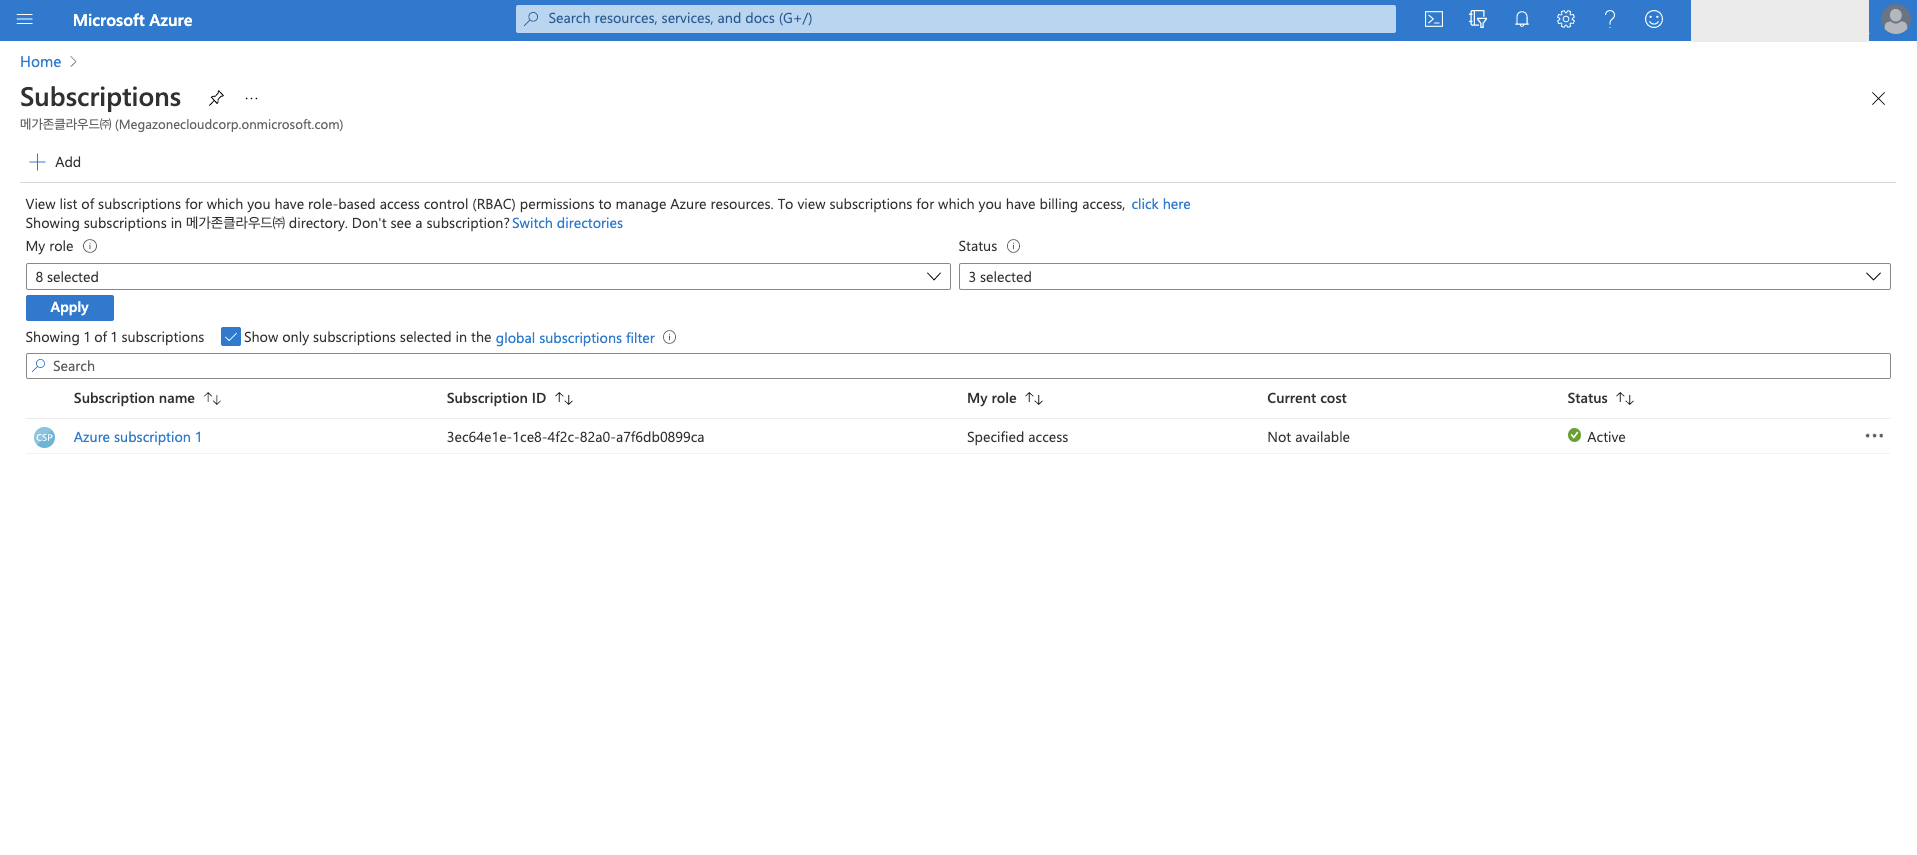 Microsoft Azure
Search resources, services, and docs (G+/)
Home
Subscriptions
메가존클라우드㈜ (Megazonecloudcorp.onmicrosoft.com)
Add
View list of subscriptions for which you have role-based access control (RBAC) permissions to manage Azure resources. To view subscriptions for which you have billing access, click here
Showing subscriptions in 메가존클라우드㈜ directory. Don't see a subscription? Switch directories
My role
Status
8 selected
3 selected
Apply
Showing 1 of 1 subscriptions Show only subscriptions selected in the global subscriptions filter
Search
Subscription name Subscription ID My role Current cost Status
CSP Azure subscription 1 3ec64e1e-1ce8-4f2c-82a0-a7f6db0899ca Specified access Not available Active